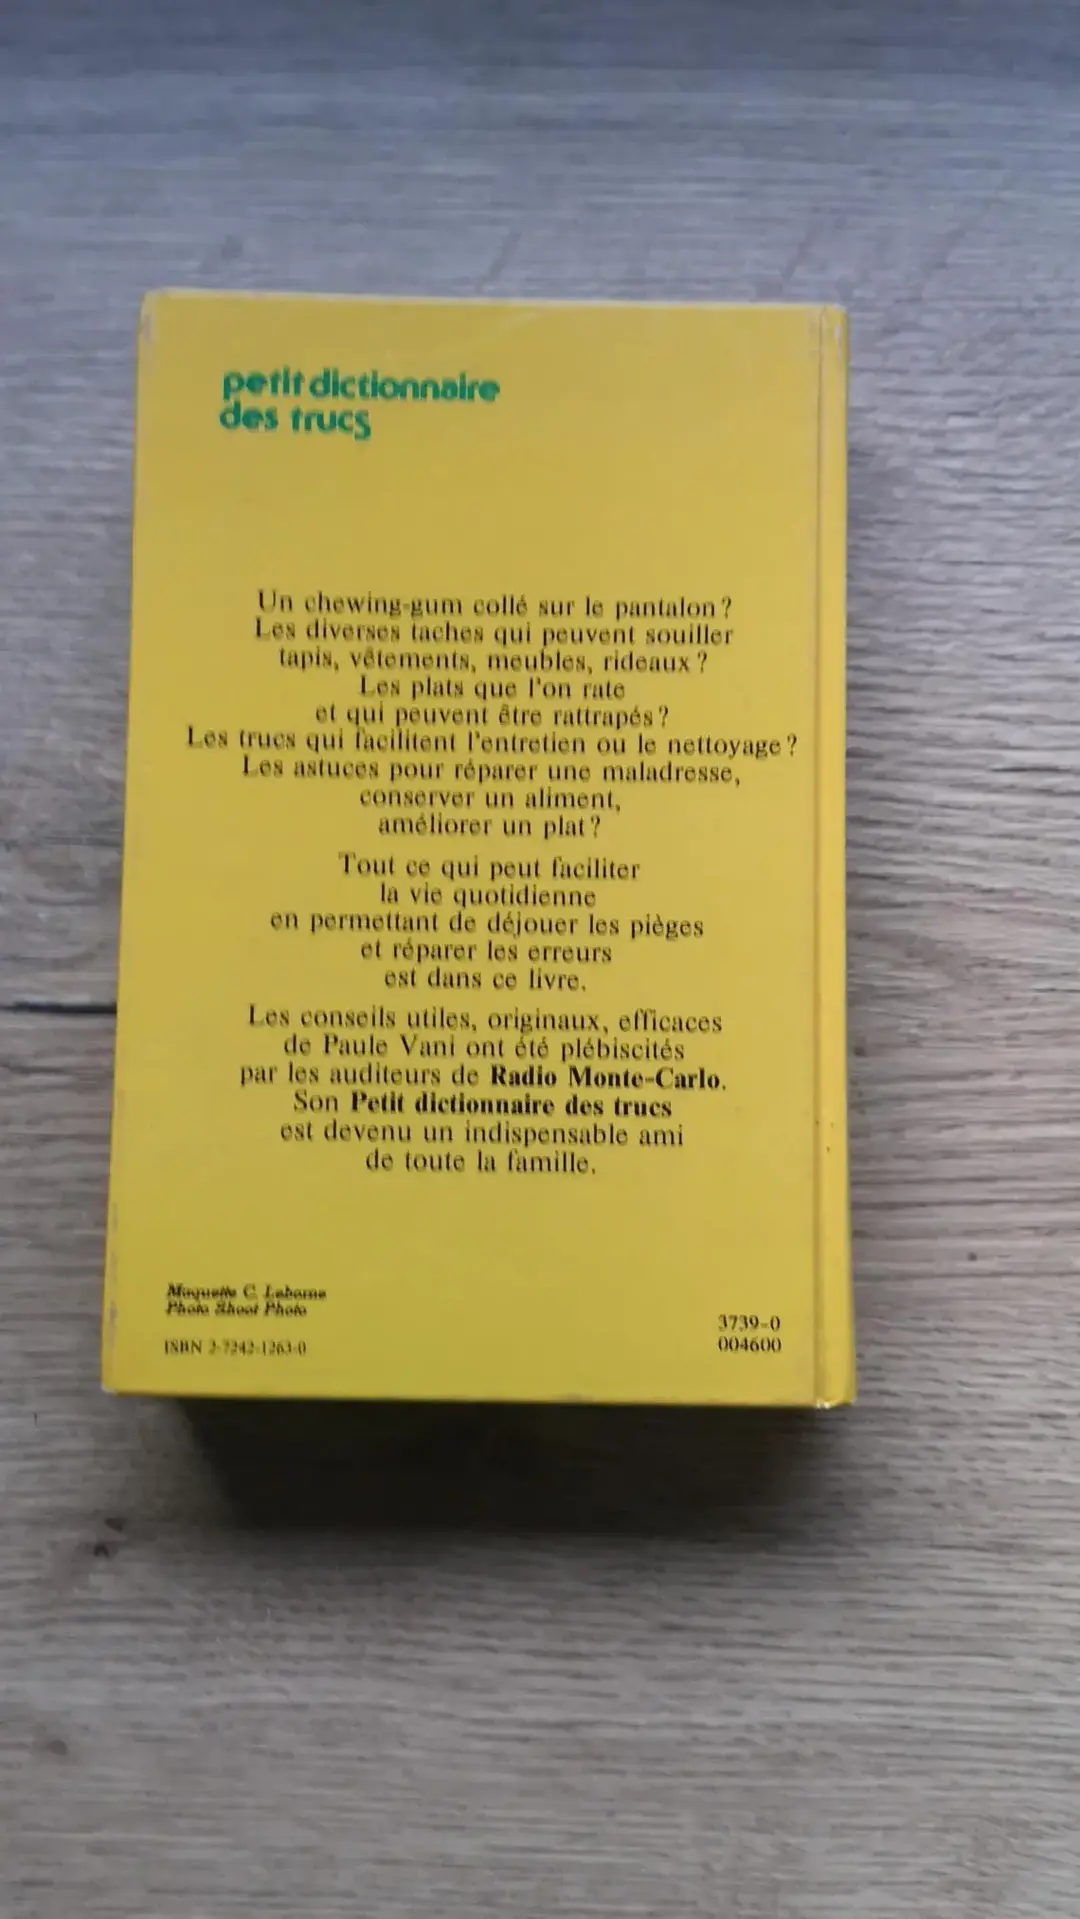 petit dictionnaire
des trucs
Un chewing-gum collé sur le pantalon ?
Les diverses taches qui peuvent souiller
tapis, vêtements, meubles, rideaux ?
Les plats que l'on rate
et qui peuvent être rattrapés ?
Les trucs qui facilitent l'entretien ou le nettoyage ?
Les astuces pour réparer une maladresse,
conserver un aliment,
améliorer un plat ?
Tout ce qui peut faciliter
la vie quotidienne
en permettant de déjouer les pièges
et réparer les erreurs
est dans ce livre.
Les conseils utiles, originaux, efficaces
de Paule Vani ont été plébiscités
par les auditeurs de Radio Monte-Carlo.
Son Petit dictionnaire des trucs
est devenu un indispensable ami
de toute la famille.
Maquette C. Laborne
Photo Shoot Photo
ISBN 2-7242-1263-0
3739-0
004600